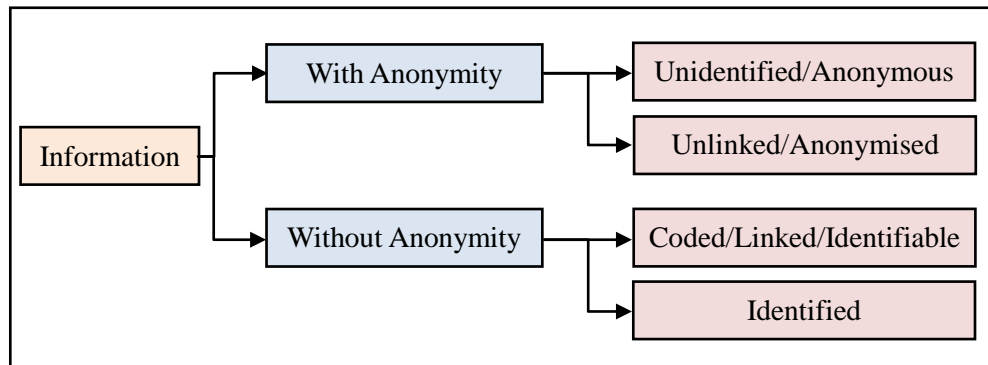 With Anonymity
Unidentified/Anonymous
Unlinked/Anonymised
Information
Without Anonymity
Coded/Linked/Identifiable
Identified